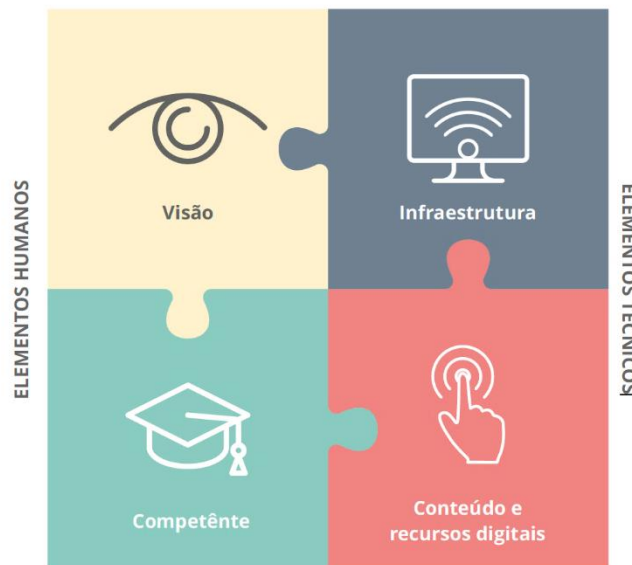 ELEMENTOS HUMANOS
Visão
Infraestrutura
Competênte
Conteúdo e
recursos digitais
ELEMENTOS TÉCNICOS